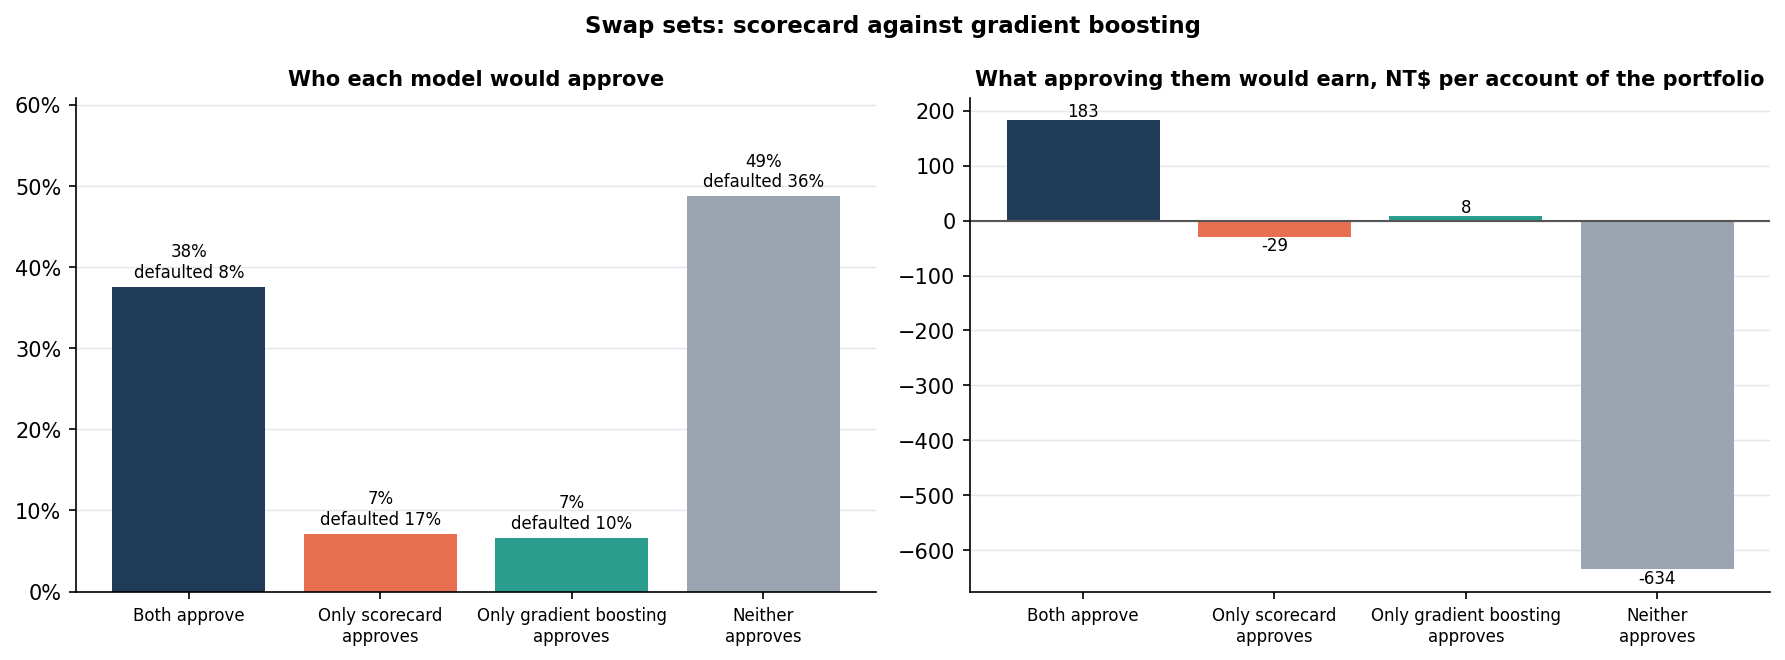 Swap sets: scorecard against gradient boosting
Who each model would approve
60%
50%
40%
30%
20%
10%
0%
38%
defaulted 8%
7%
defaulted 17%
7%
defaulted 10%
49%
defaulted 36%
Both approve
Only scorecard
approves
Only gradient boosting
approves
Neither
approves
What approving them would earn, NT$ per account of the portfolio
200
100
0
−100
−200
−300
−400
−500
−600
183
-29
8
-634
Both approve
Only scorecard
approves
Only gradient boosting
approves
Neither
approves